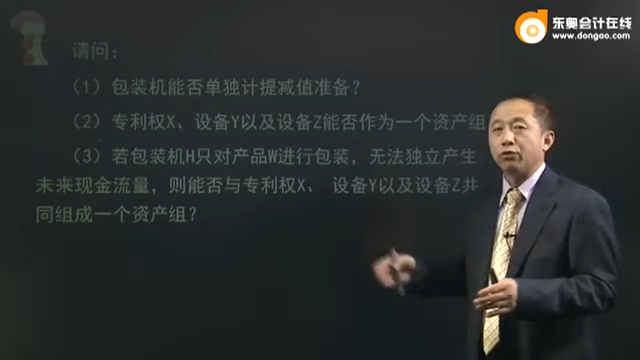 东奥会计在线
www.dongao.com
请问：
（1）包装机能否单独计提减值准备？
（2）专利权X、设备Y以及设备Z能否作为一个资产组
（3）若包装机H只对产品W进行包装，无法独立产生
未来现金流量，则能否与专利权X、 设备Y以及设备Z共
同组成一个资产组？